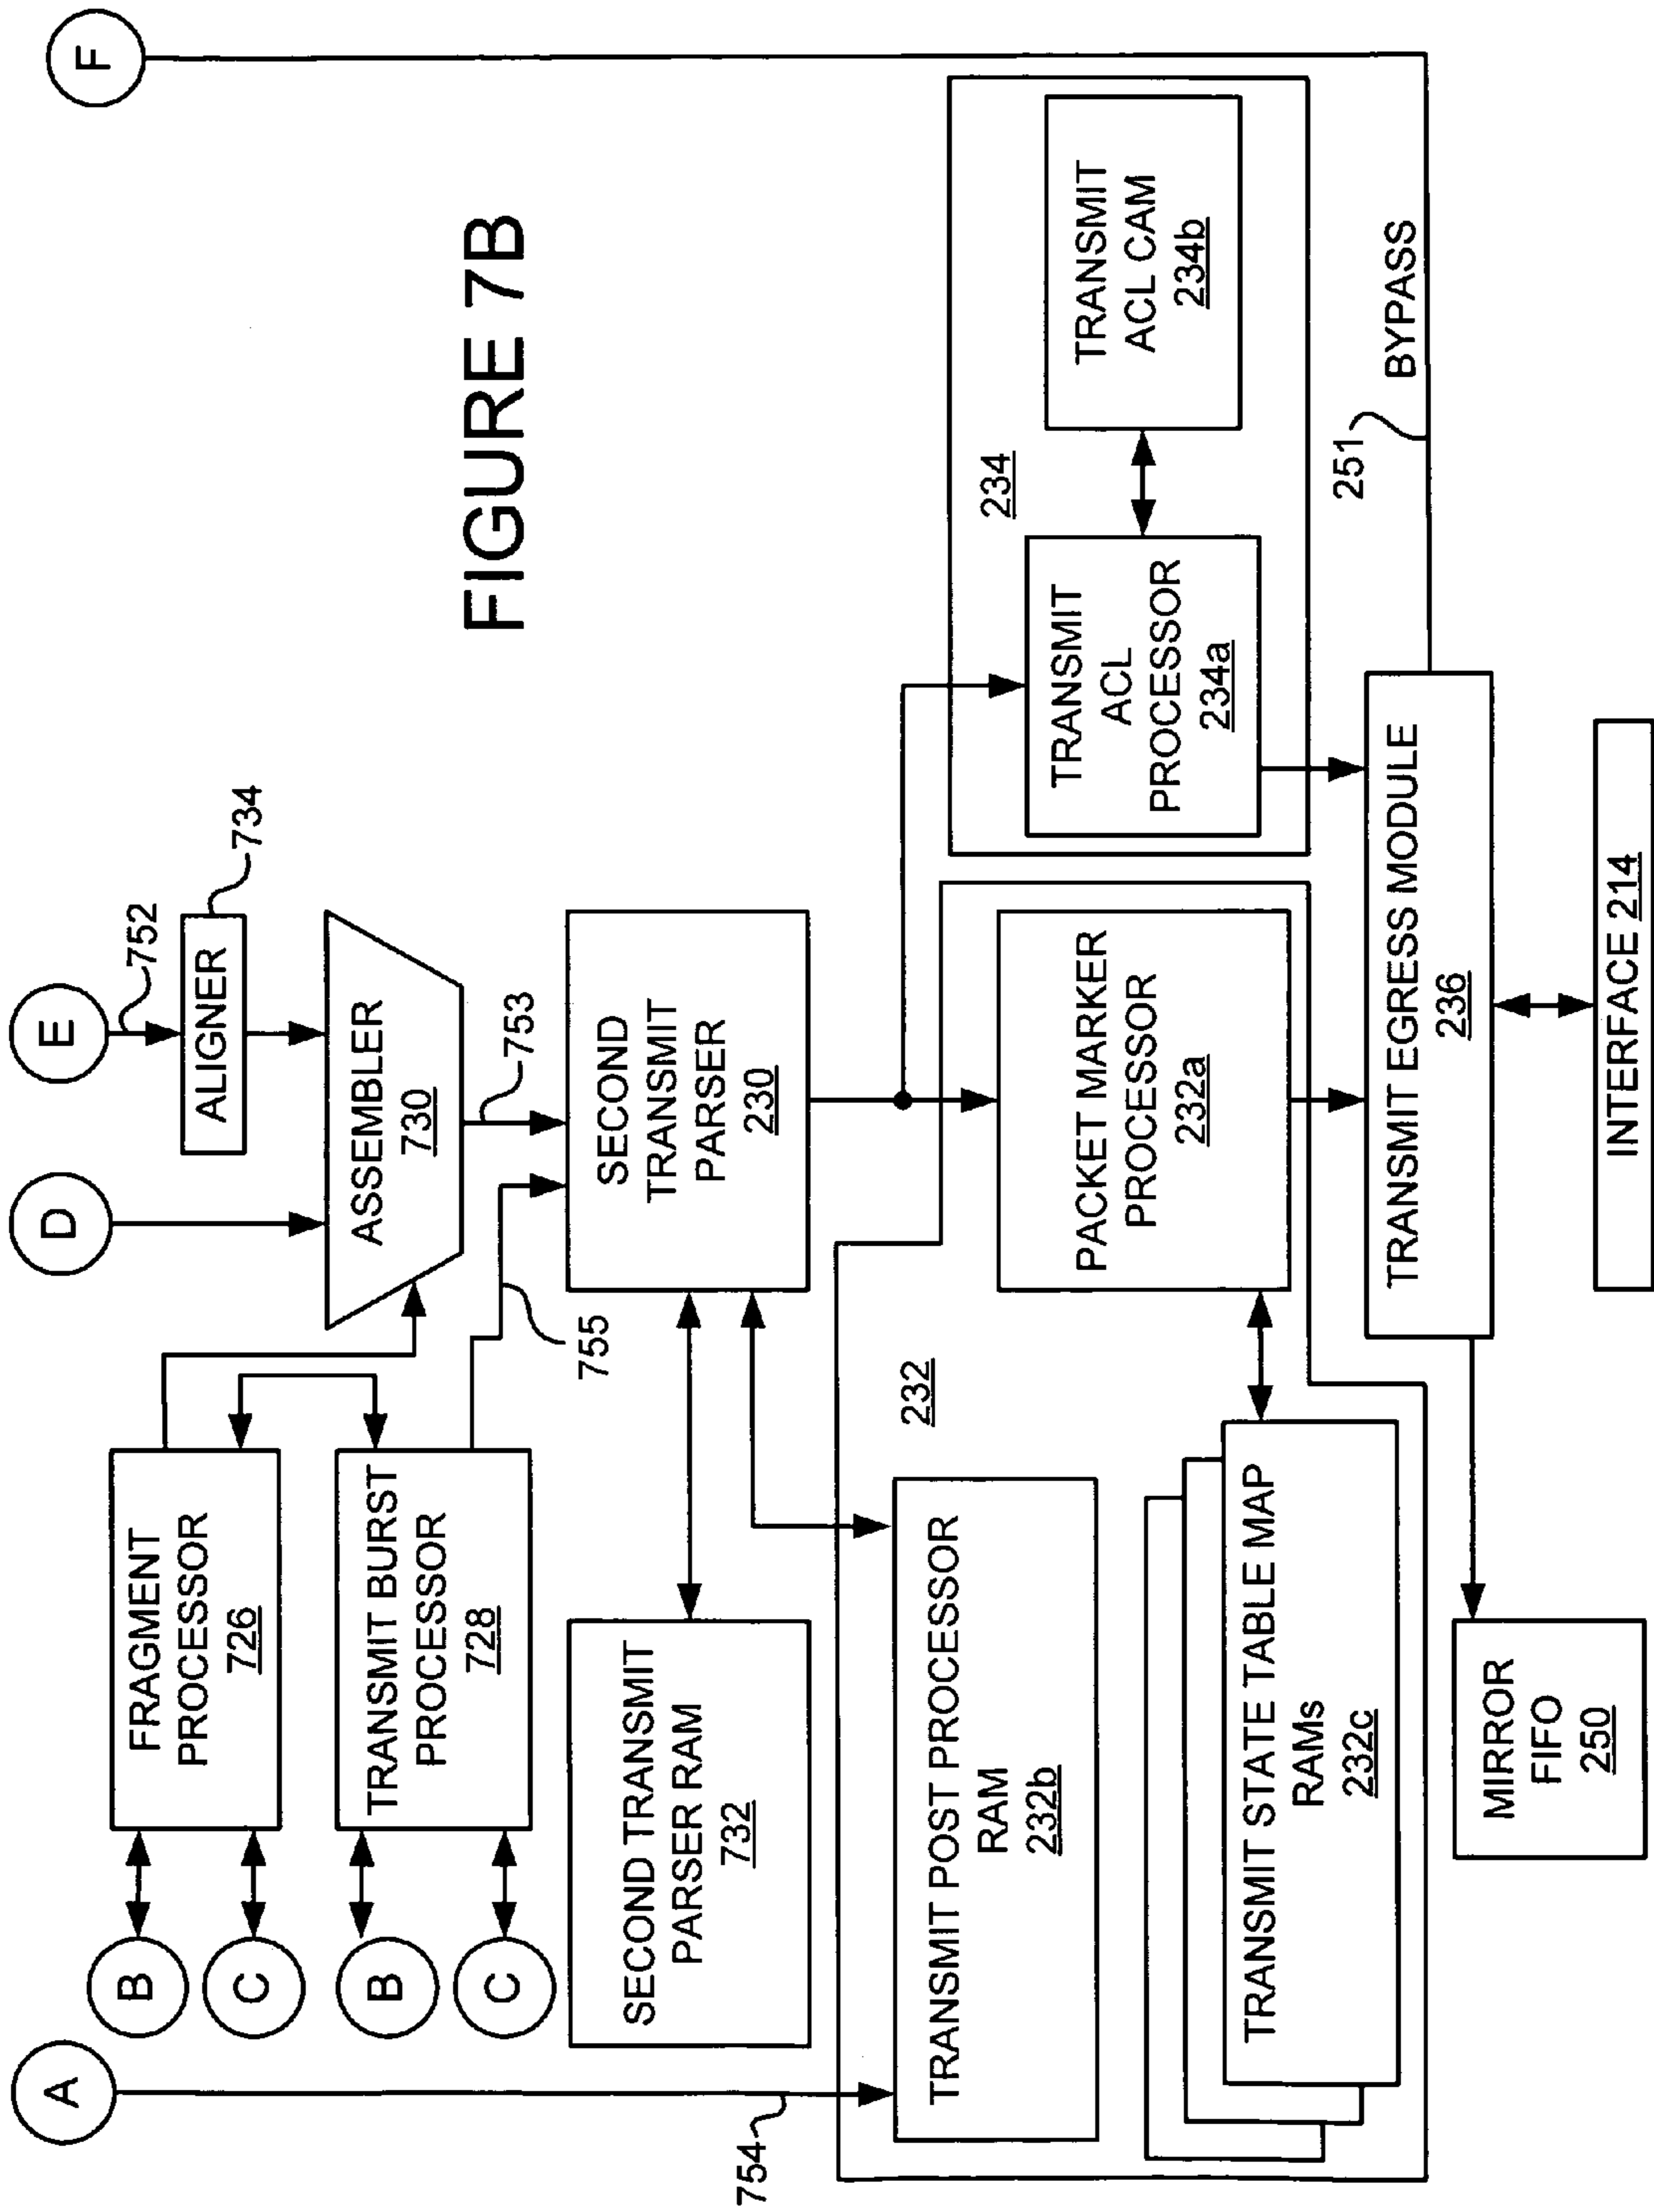 FIGURE 7B
A
B
C
B
C
D
E
F
752
ALIGNER
734
FRAGMENT
PROCESSOR
726
TRANSMIT BURST
PROCESSOR
728
ASSEMBLER
730
753
755
SECOND TRANSMIT
PARSER RAM
732
SECOND
TRANSMIT
PARSER
230
754
232
TRANSMIT POST PROCESSOR
RAM
232b
PACKET MARKER
PROCESSOR
232a
234
TRANSMIT
ACL
PROCESSOR
234a
TRANSMIT
ACL CAM
234b
TRANSMIT STATE TABLE MAP
RAMs
232c
251
BYPASS
TRANSMIT EGRESS MODULE
236
MIRROR
FIFO
250
INTERFACE 214